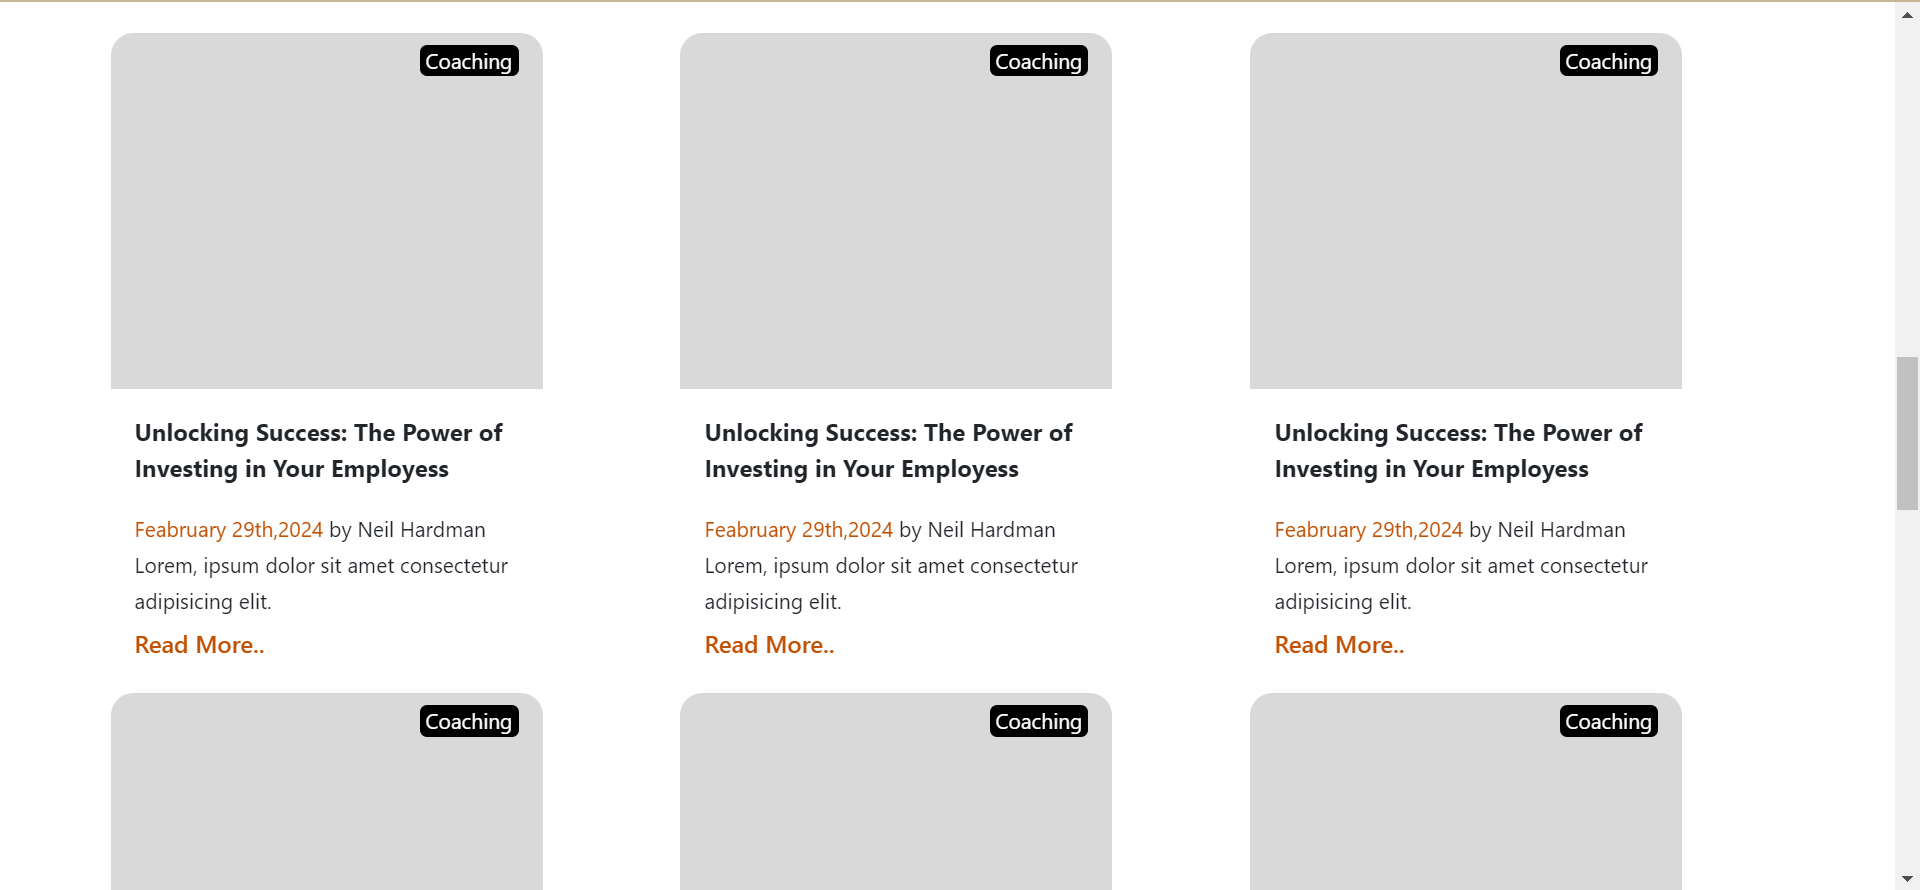 Coaching
Coaching
Coaching
Unlocking Success: The Power of
Investing in Your Employess
Feabruary 29th,2024 by Neil Hardman
Lorem, ipsum dolor sit amet consectetur
adipisicing elit.
Read More..
Unlocking Success: The Power of
Investing in Your Employess
Feabruary 29th,2024 by Neil Hardman
Lorem, ipsum dolor sit amet consectetur
adipisicing elit.
Read More..
Unlocking Success: The Power of
Investing in Your Employess
Feabruary 29th,2024 by Neil Hardman
Lorem, ipsum dolor sit amet consectetur
adipisicing elit.
Read More..
Coaching
Coaching
Coaching